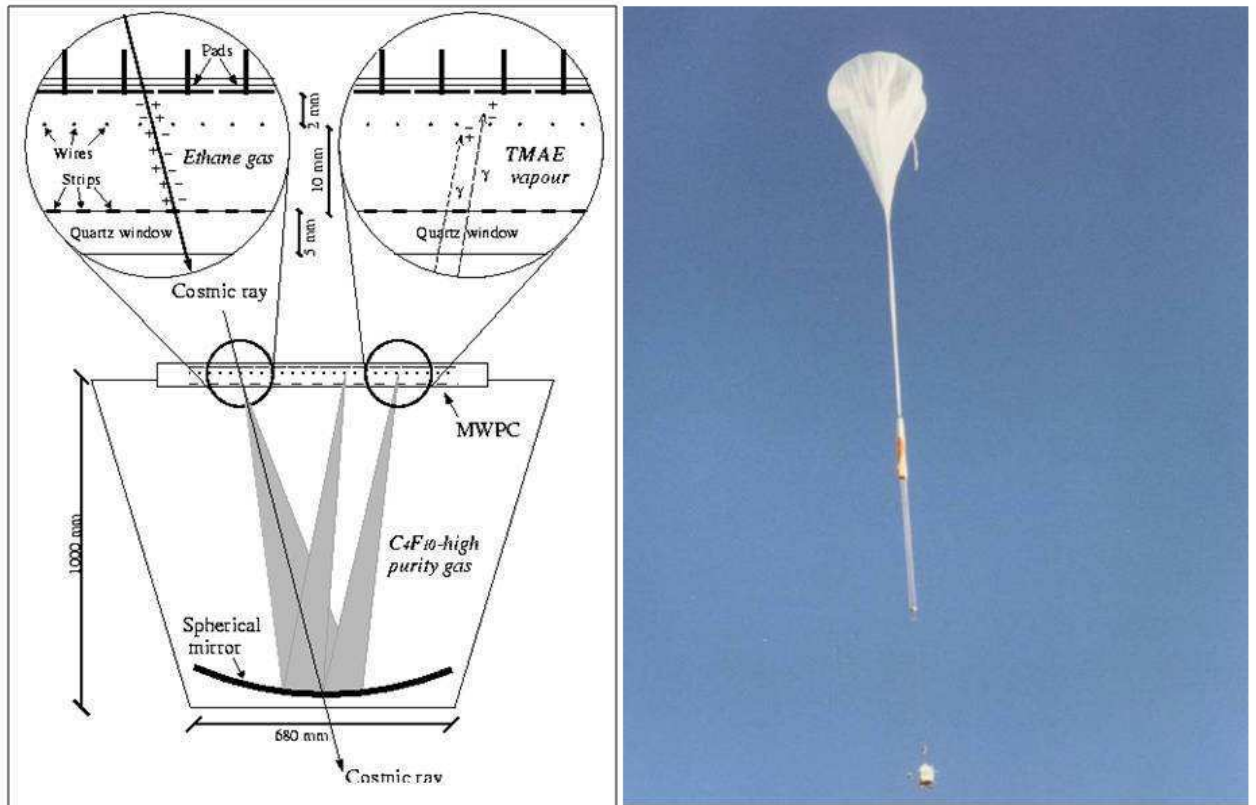 Pads
Wires
Ethane gas
Strips
Quartz window
2 mm
10 mm
5 mm
TMAE
vapour
γ
γ
Quartz window
Cosmic ray
MWPC
1000 mm
C4F10-high
purity gas
Spherical
mirror
680 mm
Cosmic ray